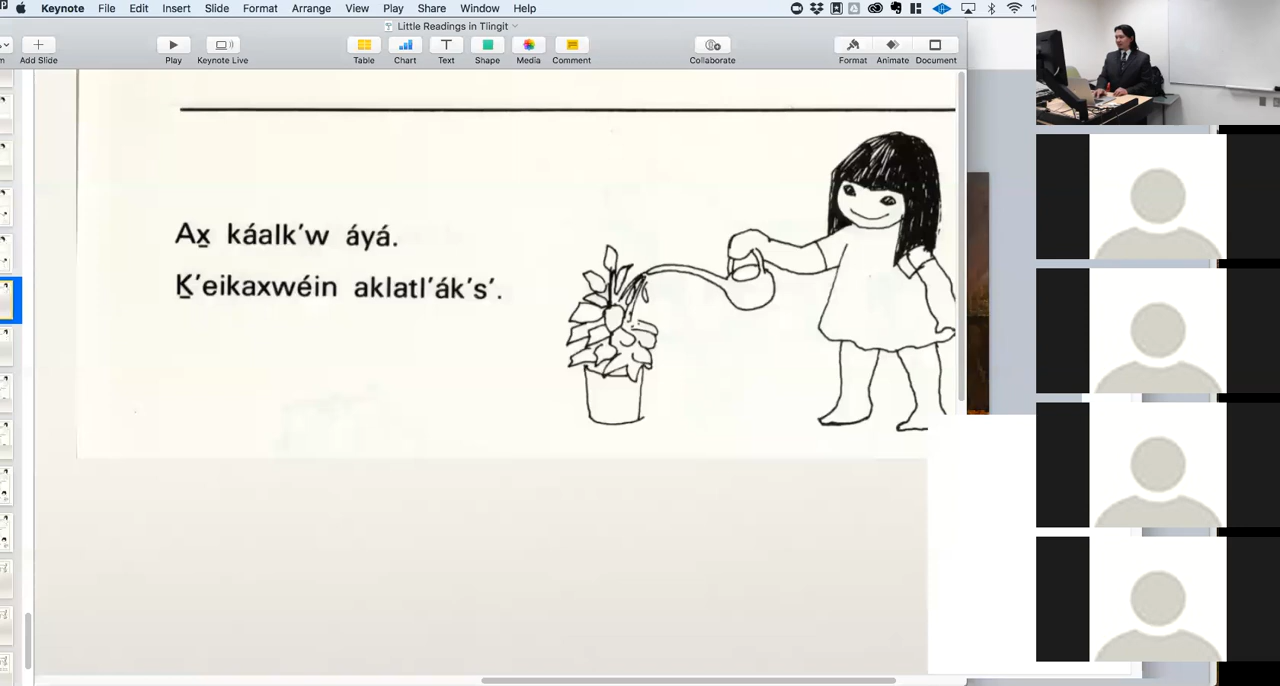 Keynote File Edit Insert Slide Format Arrange View Play Share Window Help
Little Readings in Tlingit
Add Slide Play Keynote Live Table Chart Text Shape Media Comment Collaborate Format Animate Document
Ax̱ káalk’w áyá.
Ḵ’eikaxwéin aklatl’ák’s’.